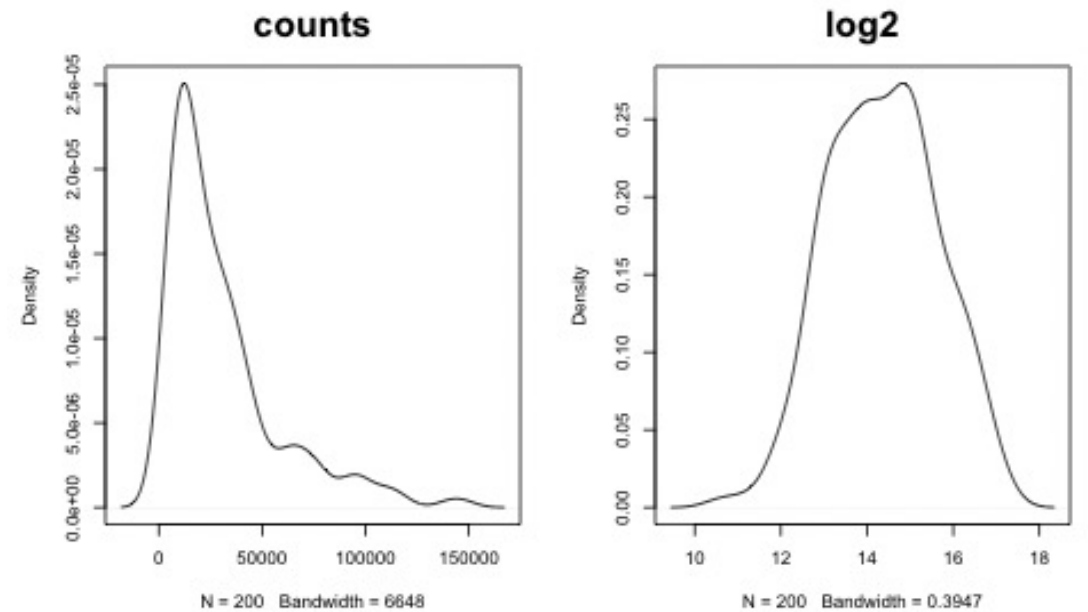 counts
Density
2.5e-05
2.0e-05
1.5e-05
1.0e-05
5.0e-06
0.0e+00
0 50000 100000 150000
N = 200 Bandwidth = 6648
log2
Density
0.25
0.20
0.15
0.10
0.05
0.00
10 12 14 16 18
N = 200 Bandwidth = 0.3947